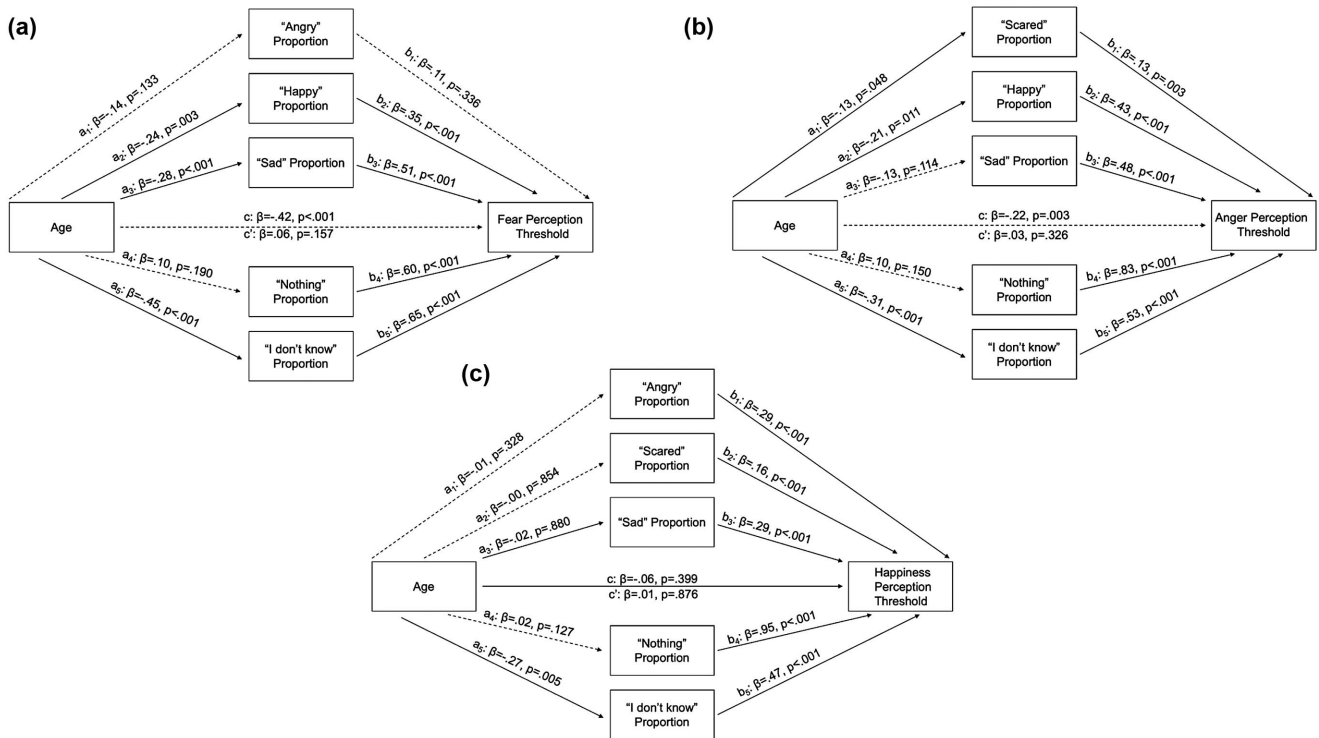 (a)
"Angry"
Proportion
a₁: β=-.14, p=.133
b₁: β=.11, p=.336
"Happy"
Proportion
a₂: β=-.24, p=.003
b₂: β=.35, p<.001
"Sad" Proportion
a₃: β=-.28, p<.001
b₃: β=.51, p<.001
Age
c: β=-.42, p<.001
c': β=.06, p=.157
Fear Perception
Threshold
"Nothing"
Proportion
a₄: β=.10, p=.190
b₄: β=.60, p<.001
"I don't know"
Proportion
a₅: β=-.45, p<.001
b₅: β=.65, p<.001
(b)
"Scared"
Proportion
a₁: β=-.13, p=.048
b₁: β=.13, p=.003
"Happy"
Proportion
a₂: β=-.21, p=.011
b₂: β=.43, p<.001
"Sad" Proportion
a₃: β=-.13, p=.114
b₃: β=.48, p<.001
Age
c: β=-.22, p=.003
c': β=.03, p=.326
Anger Perception
Threshold
"Nothing"
Proportion
a₄: β=.10, p=.150
b₄: β=.83, p<.001
"I don't know"
Proportion
a₅: β=-.31, p<.001
b₅: β=.53, p<.001
(c)
"Angry"
Proportion
a₁: β=-.01, p=.328
b₁: β=.29, p<.001
"Scared"
Proportion
a₂: β=-.00, p=.854
b₂: β=.16, p<.001
"Sad" Proportion
a₃: β=-.02, p=.880
b₃: β=.29, p<.001
Age
c: β=-.06, p=.399
c': β=.01, p=.876
Happiness
Perception
Threshold
"Nothing"
Proportion
a₄: β=.02, p=.127
b₄: β=.95, p<.001
"I don't know"
Proportion
a₅: β=-.27, p=.005
b₅: β=.47, p<.001